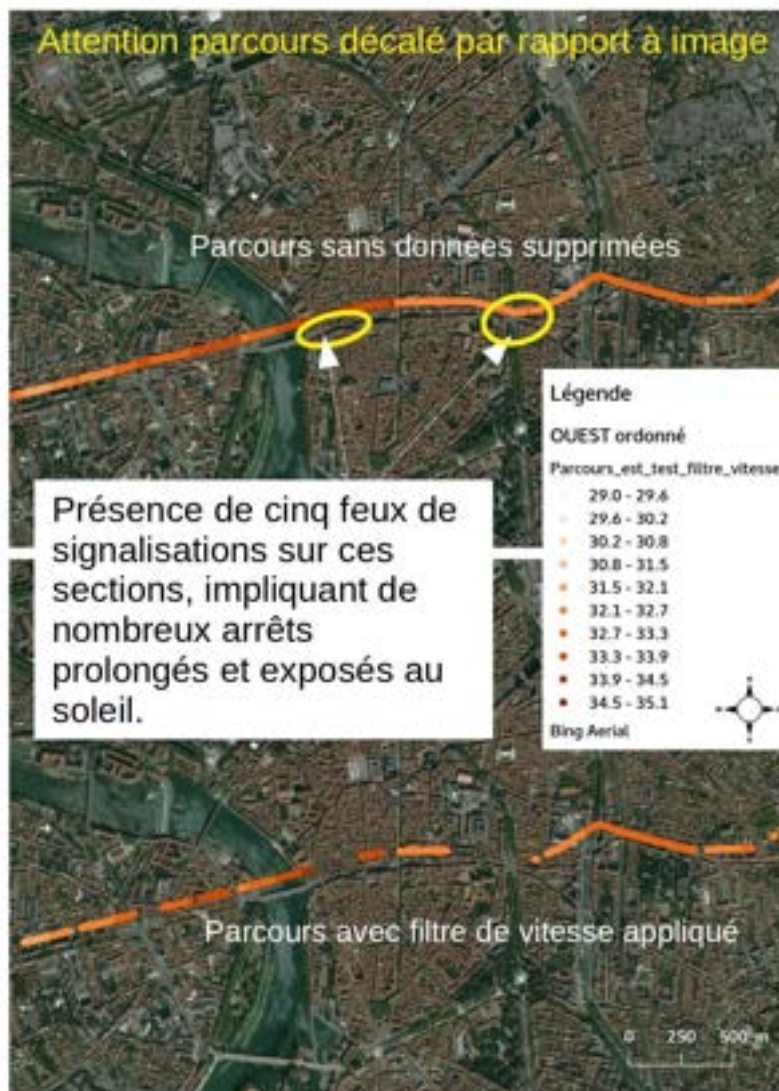 Attention parcours décalé par rapport à image
Parcours sans données supprimées
Légende
OUEST ordonné
Parcours_est_test_filtre_vitesse
29.0 - 29.6
29.6 - 30.2
30.2 - 30.8
30.8 - 31.5
31.5 - 32.1
32.1 - 32.7
32.7 - 33.3
33.3 - 33.9
33.9 - 34.5
34.5 - 35.1
Bing Aerial
Présence de cinq feux de
signalisations sur ces
sections, impliquant de
nombreux arrêts
prolongés et exposés au
soleil.
Parcours avec filtre de vitesse appliqué
0 250 500 m